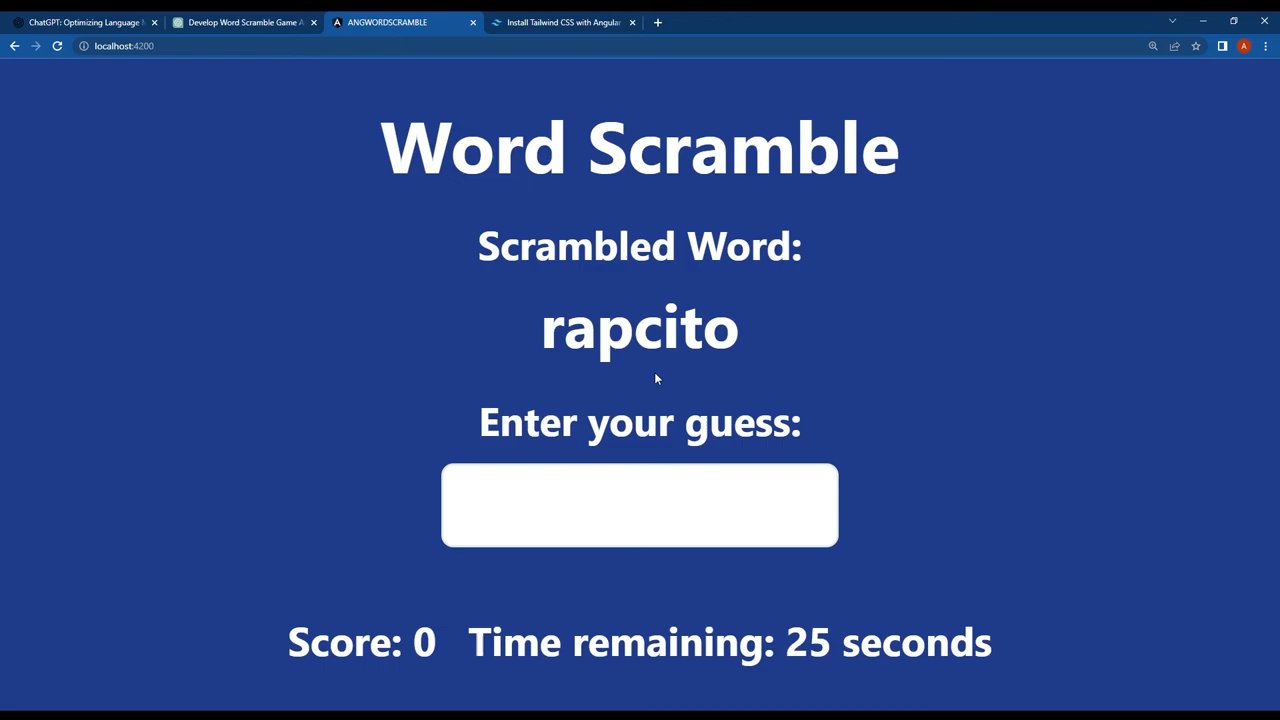 ChatGPT: Optimizing Language M
Develop Word Scramble Game A
ANGWORDSCRAMBLE
Install Tailwind CSS with Angular
localhost:4200
Word Scramble
Scrambled Word:
rapcito
Enter your guess:
Score: 0 Time remaining: 25 seconds